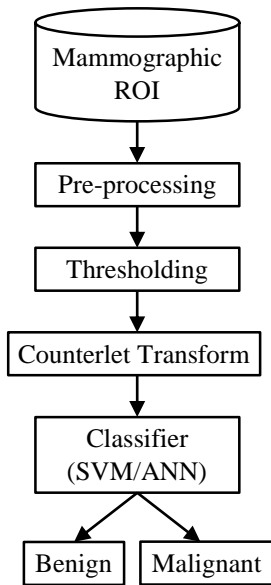 Mammographic
ROI
Pre-processing
Thresholding
Counterlet Transform
Classifier
(SVM/ANN)
Benign
Malignant